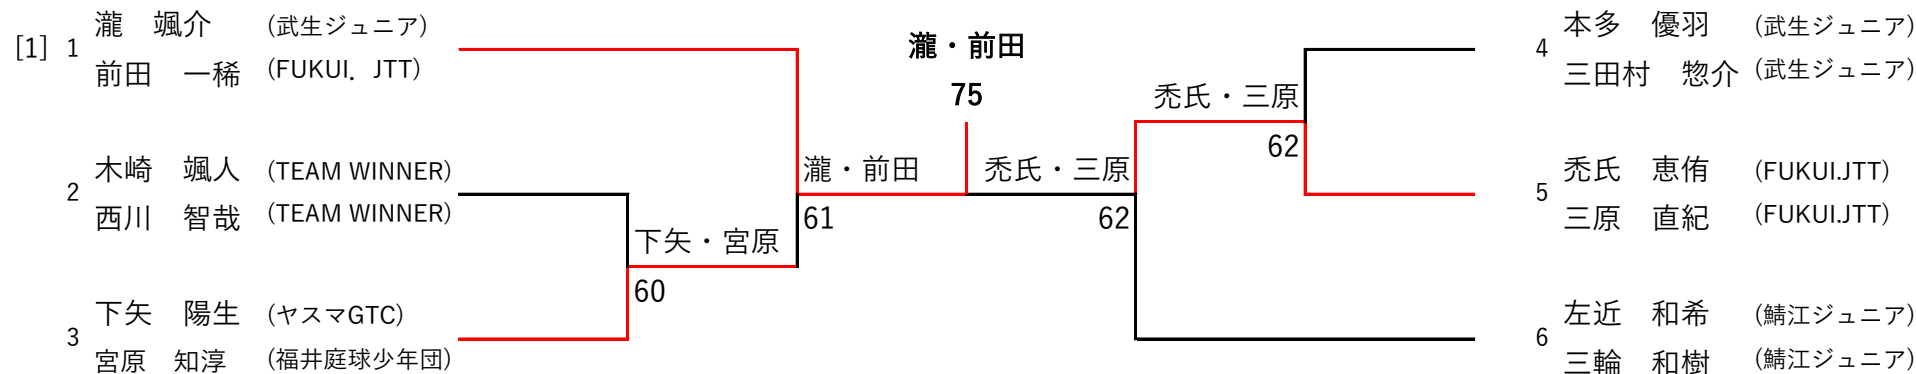 [1] 1 瀧　颯介 (武生ジュニア)
前田　一稀 (FUKUI．JTT)
2 木崎　颯人 (TEAM WINNER)
西川　智哉 (TEAM WINNER)
3 下矢　陽生 (ヤスマGTC)
宮原　知淳 (福井庭球少年団)
下矢・宮原
60
瀧・前田
61
瀧・前田
75
禿氏・三原
62
禿氏・三原
62
4 本多　優羽 (武生ジュニア)
三田村　惣介 (武生ジュニア)
5 禿氏　恵侑 (FUKUI.JTT)
三原　直紀 (FUKUI.JTT)
6 左近　和希 (鯖江ジュニア)
三輪　和樹 (鯖江ジュニア)